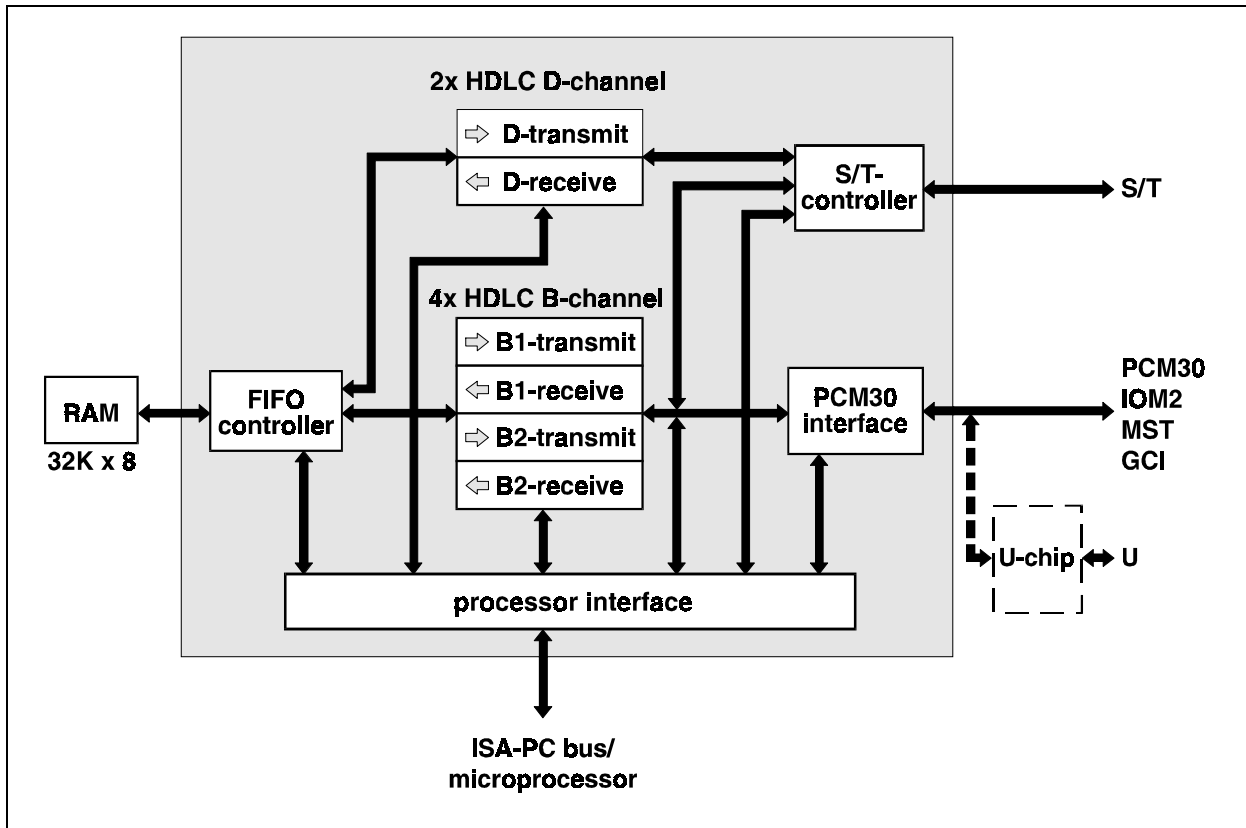 2x HDLC D-channel
D-transmit
D-receive
S/T-
controller
S/T
4x HDLC B-channel
B1-transmit
B1-receive
B2-transmit
B2-receive
RAM
32K x 8
FIFO
controller
PCM30
interface
PCM30
IOM2
MST
GCI
U-chip
U
processor interface
ISA-PC bus/
microprocessor